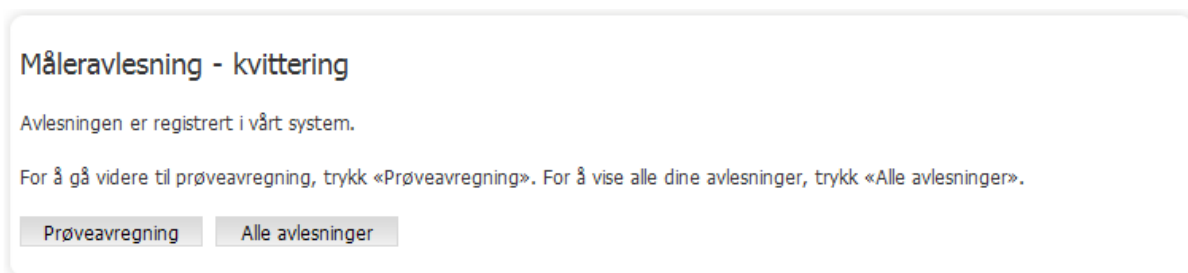 Måleravlesning - kvittering
Avlesningen er registrert i vårt system.
For å gå videre til prøveavregning, trykk «Prøveavregning». For å vise alle dine avlesninger, trykk «Alle avlesninger».
Prøveavregning Alle avlesninger